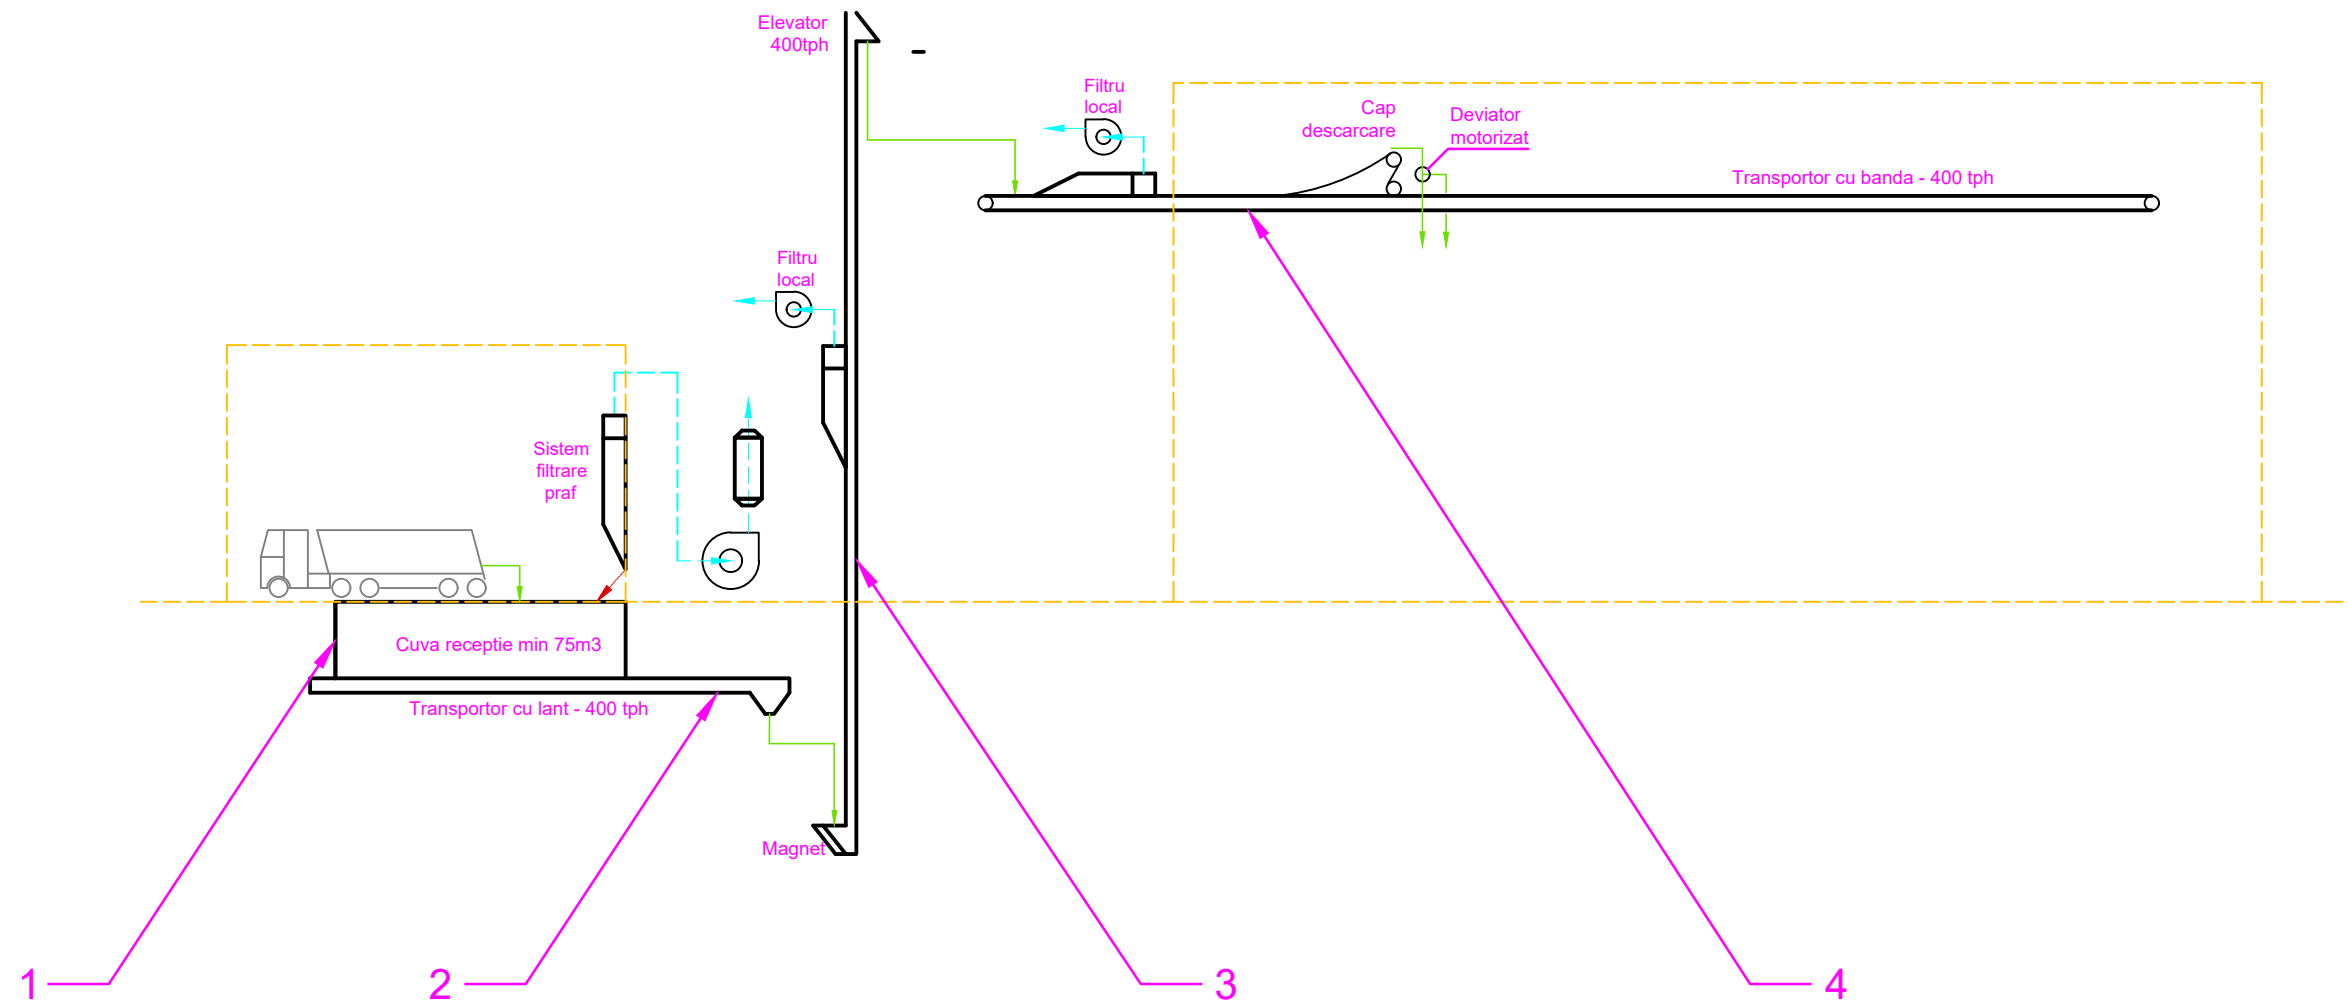 Elevator
400tph
Filtru
local
Cap
descarcare
Deviator
motorizat
Transportor cu banda - 400 tph
Filtru
local
Sistem
filtrare
praf
Cuva receptie min 75m3
Transportor cu lant - 400 tph
Magnet
1
2
3
4